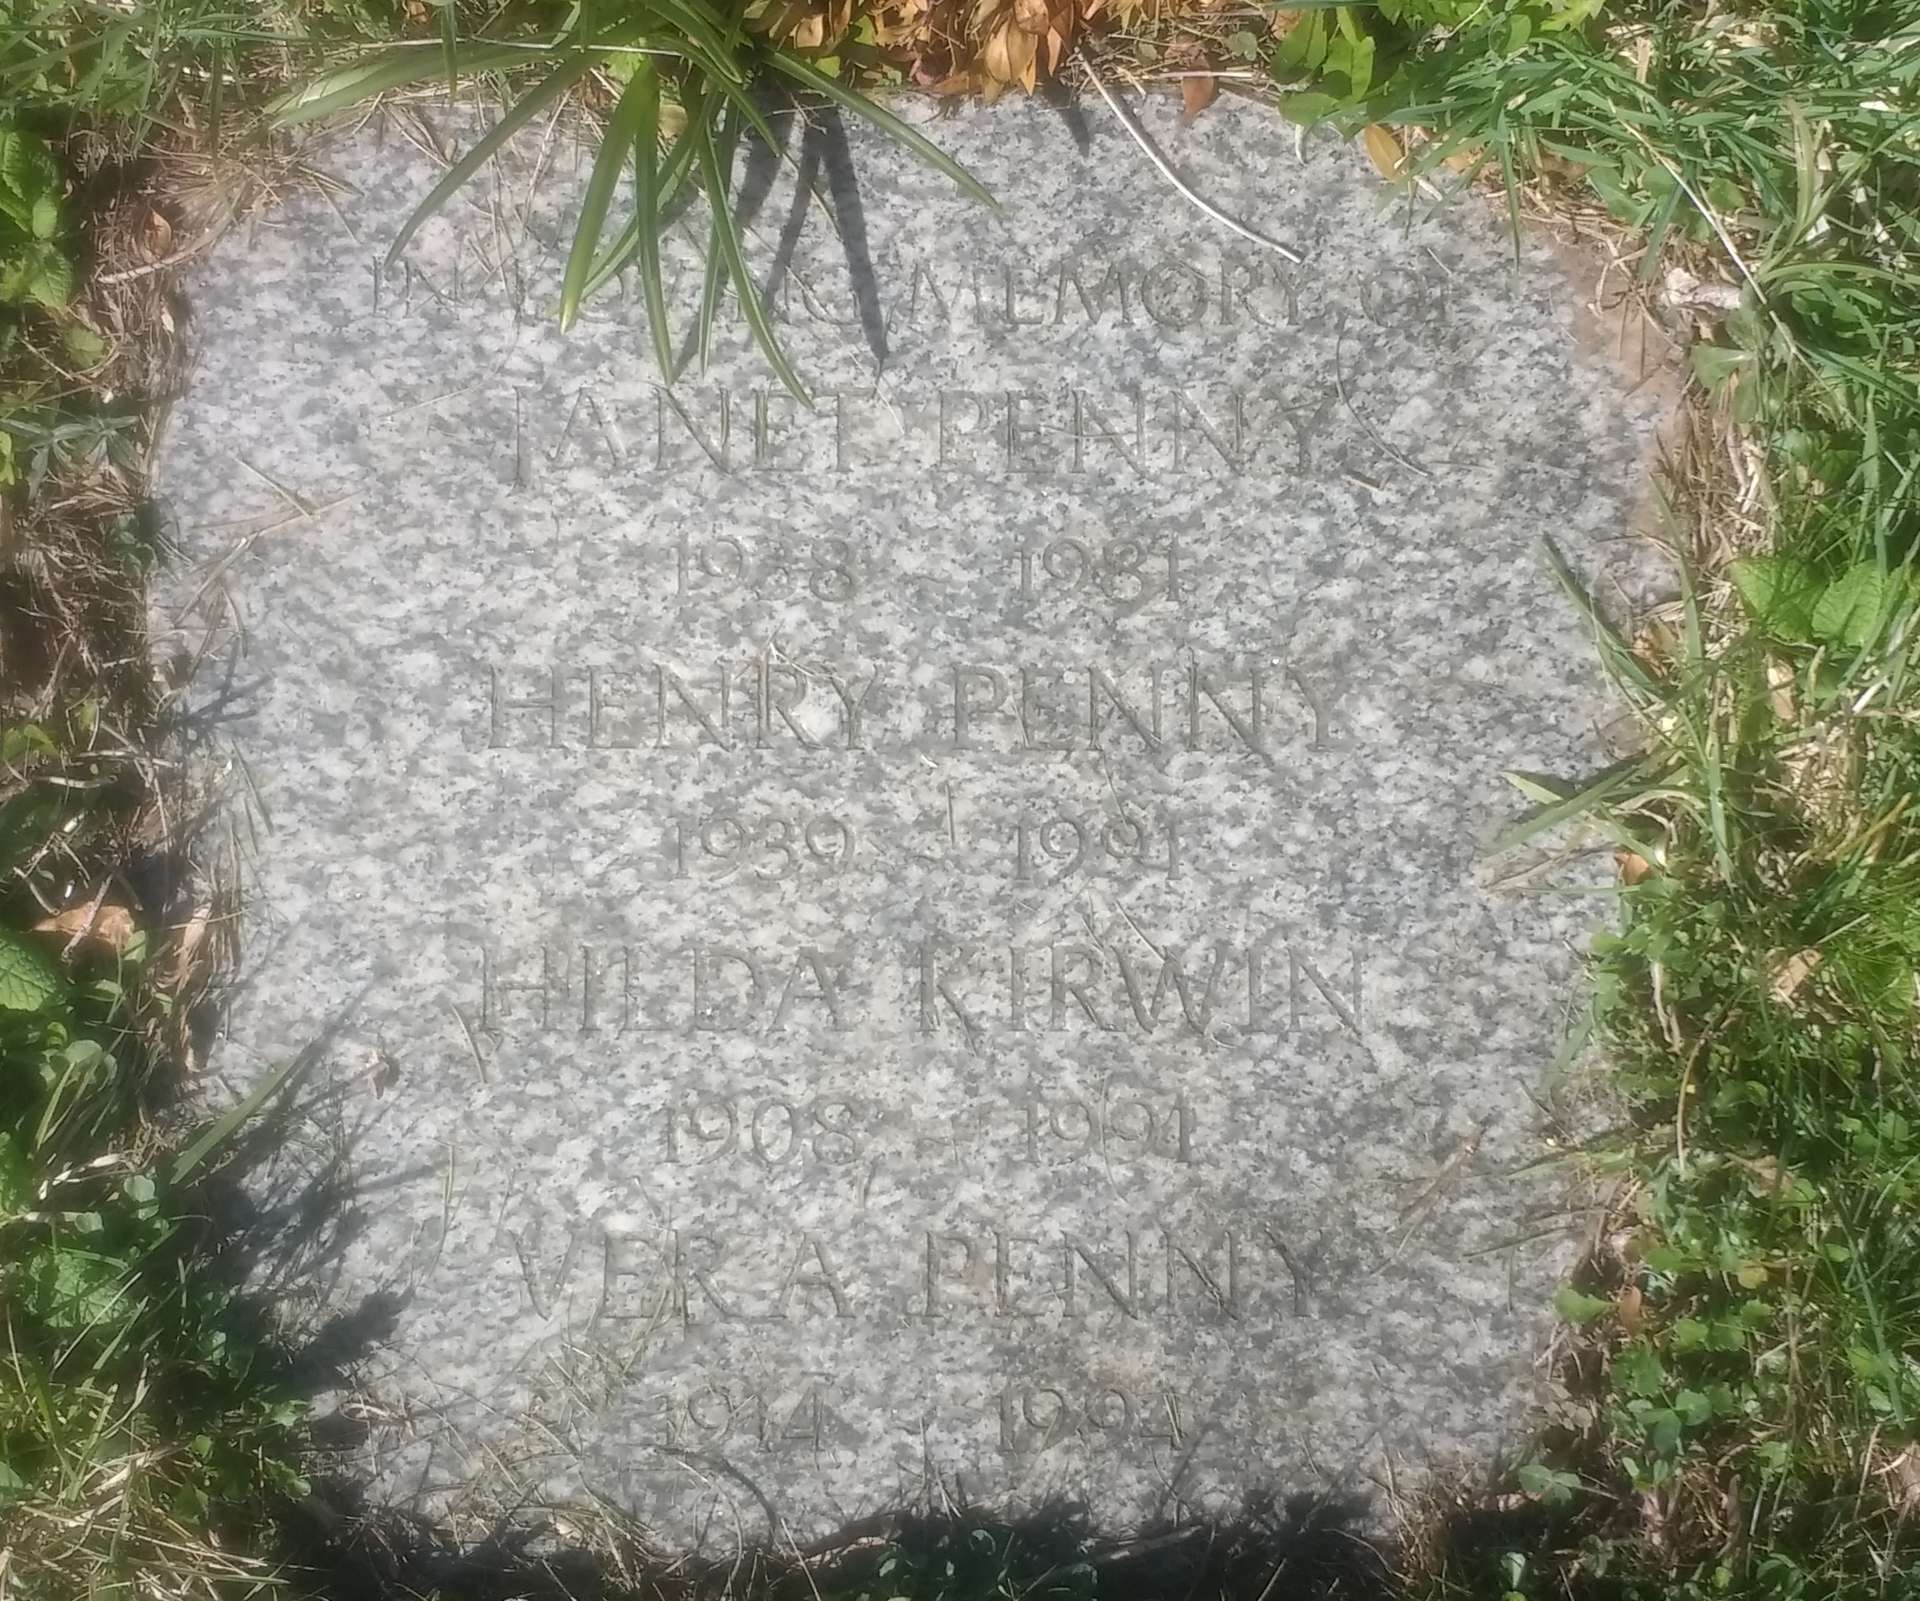 IN LOVING MEMORY OF
JANET PENNY
1938 ~ 1981
HENRY PENNY
1939 ~ 1991
HILDA KIRWIN
1908 ~ 1991
VERA PENNY
1914 ~ 1994